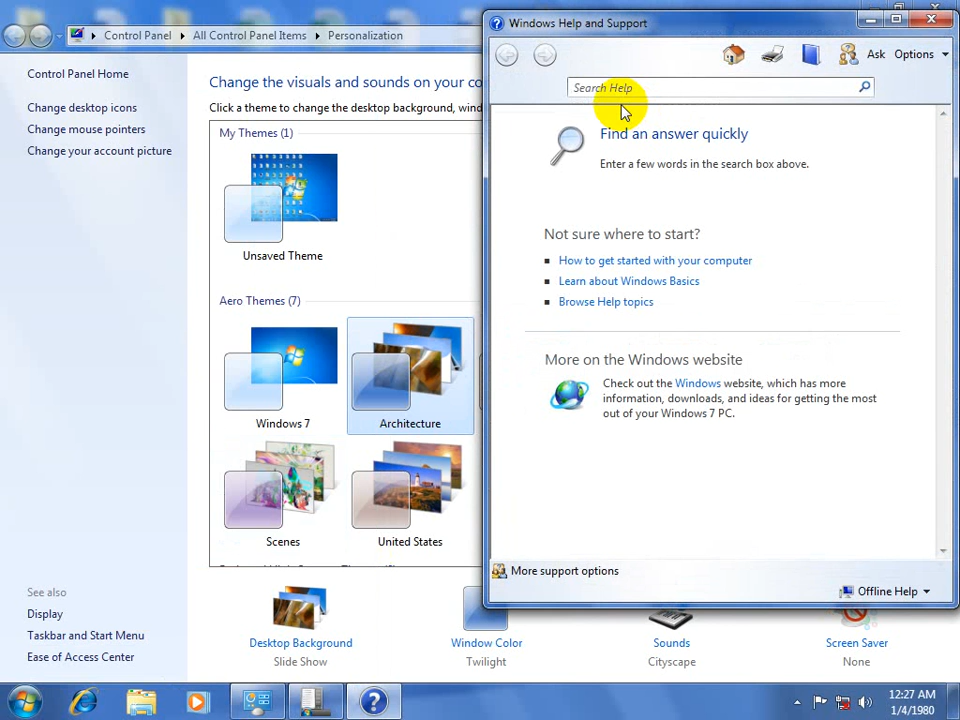 Control Panel
All Control Panel Items
Personalization
Control Panel Home
Change desktop icons
Change mouse pointers
Change your account picture
See also
Display
Taskbar and Start Menu
Ease of Access Center
Change the visuals and sounds on your co
Click a theme to change the desktop background, wind
My Themes (1)
Unsaved Theme
Aero Themes (7)
Windows 7
Architecture
Scenes
United States
Desktop Background
Slide Show
Window Color
Twilight
Sounds
Cityscape
Screen Saver
None
Windows Help and Support
Ask
Options
Search Help
Find an answer quickly
Enter a few words in the search box above.
Not sure where to start?
How to get started with your computer
Learn about Windows Basics
Browse Help topics
More on the Windows website
Check out the Windows website, which has more
information, downloads, and ideas for getting the most
out of your Windows 7 PC.
More support options
Offline Help
12:27 AM
1/4/1980